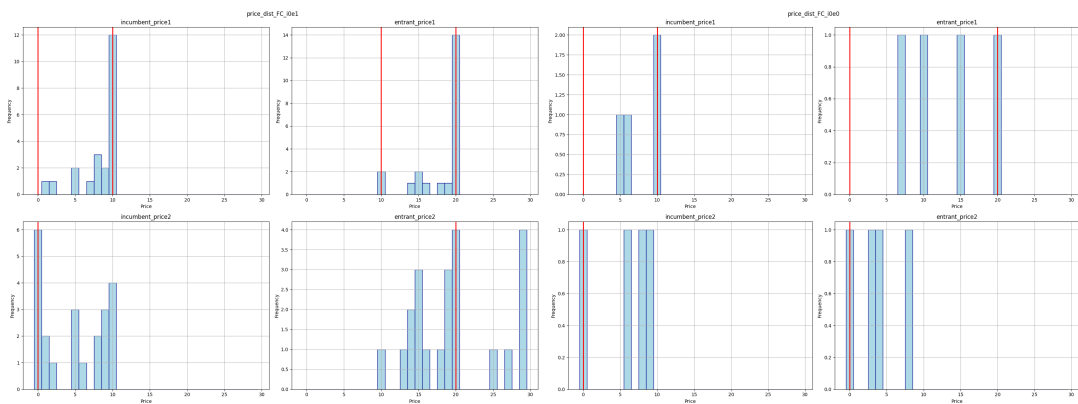 price_dist_FC_i0e1
incumbent_price1
entrant_price1
12
10
8
6
4
2
0
Frequency
0 5 10 15 20 25 30
Price
14
12
10
8
6
4
2
0
Frequency
0 5 10 15 20 25 30
Price
incumbent_price2
entrant_price2
6
5
4
3
2
1
0
Frequency
0 5 10 15 20 25 30
Price
4.0
3.5
3.0
2.5
2.0
1.5
1.0
0.5
0.0
Frequency
0 5 10 15 20 25 30
Price
price_dist_FC_i0e0
incumbent_price1
entrant_price1
2.00
1.75
1.50
1.25
1.00
0.75
0.50
0.25
0.00
Frequency
0 5 10 15 20 25 30
Price
1.0
0.8
0.6
0.4
0.2
0.0
Frequency
0 5 10 15 20 25 30
Price
incumbent_price2
entrant_price2
1.0
0.8
0.6
0.4
0.2
0.0
Frequency
0 5 10 15 20 25 30
Price
1.0
0.8
0.6
0.4
0.2
0.0
Frequency
0 5 10 15 20 25 30
Price